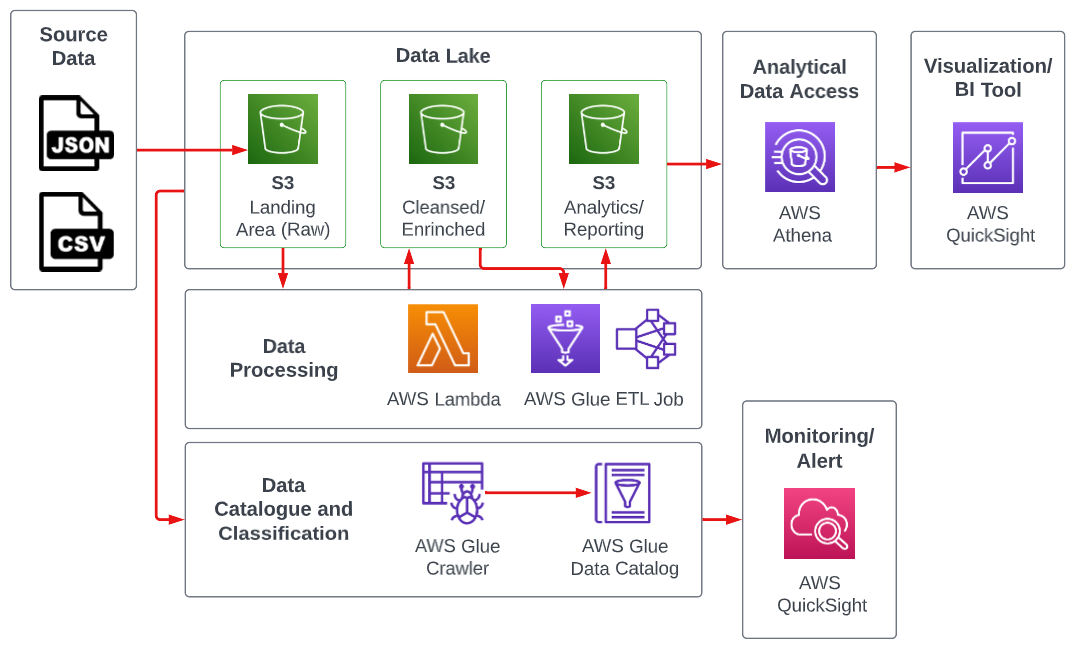 Source
Data
JSON
CSV
Data Lake
S3
Landing
Area (Raw)
S3
Cleansed/
Enrinched
S3
Analytics/
Reporting
Analytical
Data Access
AWS
Athena
Visualization/
BI Tool
AWS
QuickSight
Data
Processing
AWS Lambda
AWS Glue ETL Job
Data
Catalogue and
Classification
AWS Glue
Crawler
AWS Glue
Data Catalog
Monitoring/
Alert
AWS
QuickSight